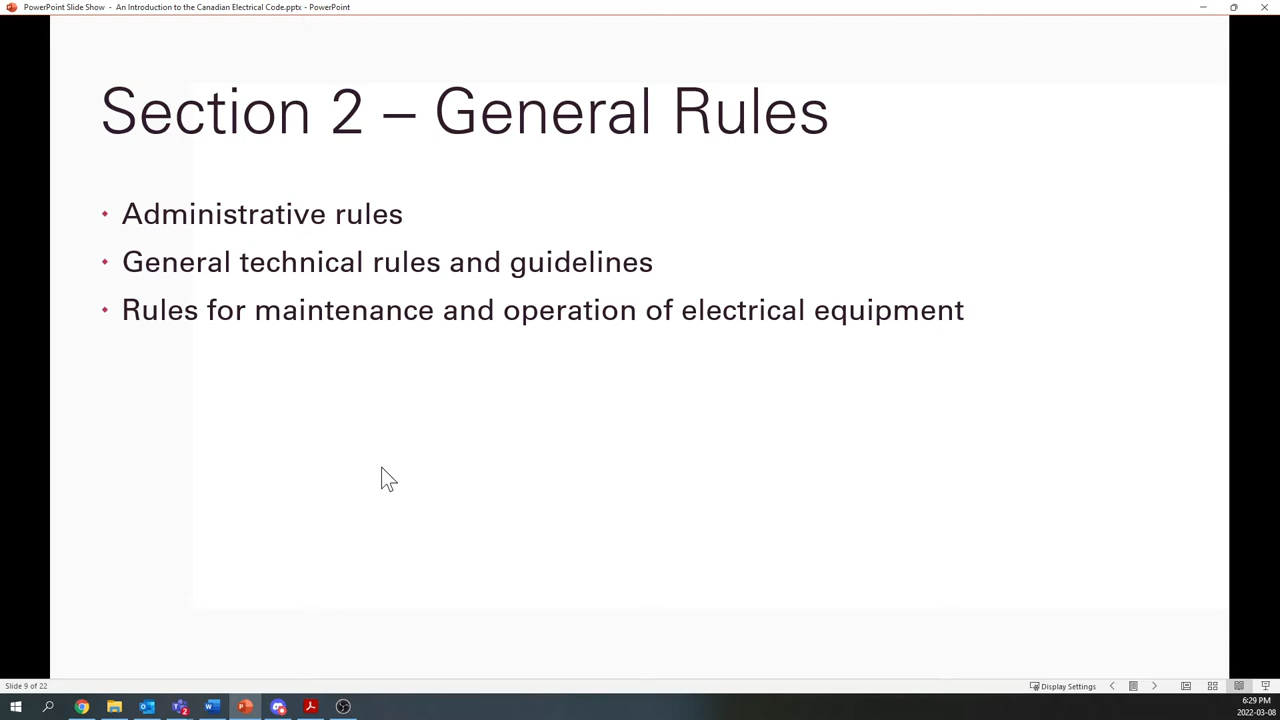 PowerPoint Slide Show - An Introduction to the Canadian Electrical Code.pptx - PowerPoint
Section 2 – General Rules
Administrative rules
General technical rules and guidelines
Rules for maintenance and operation of electrical equipment
Slide 9 of 22
Display Settings
6:29 PM
2022-03-08